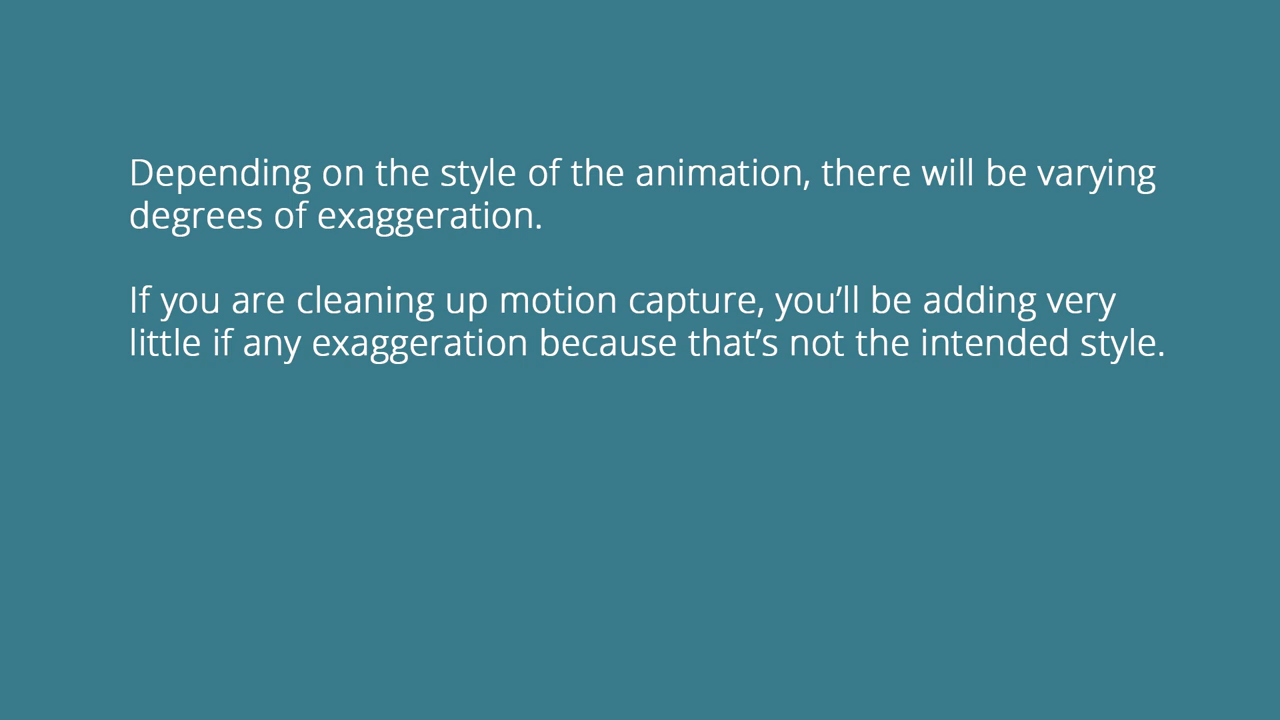 Depending on the style of the animation, there will be varying
degrees of exaggeration.
If you are cleaning up motion capture, you’ll be adding very
little if any exaggeration because that’s not the intended style.